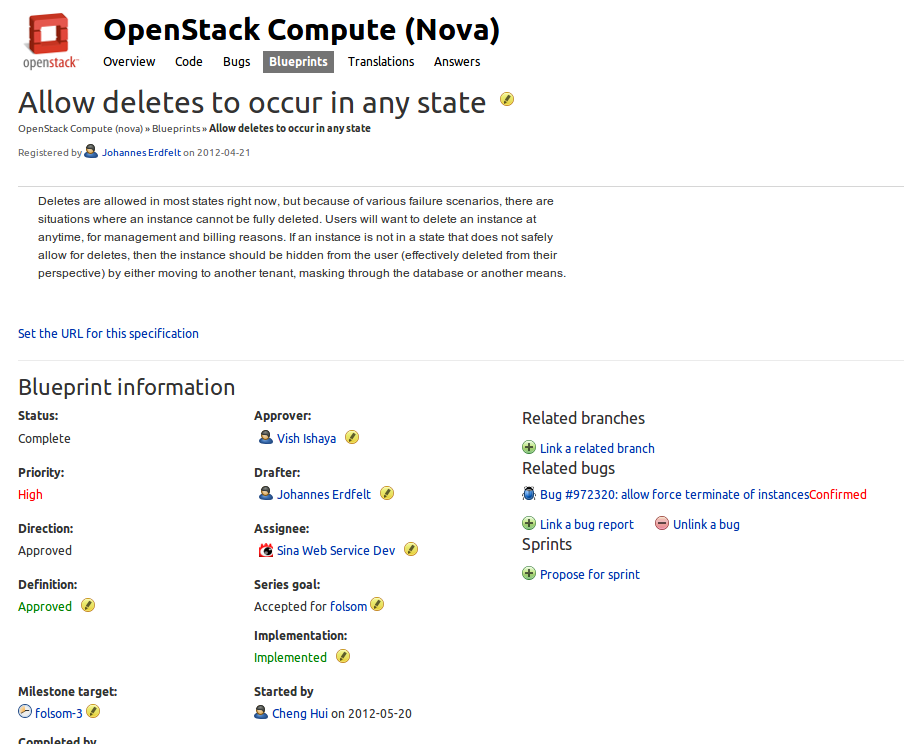 openstack
OpenStack Compute (Nova)
Overview Code Bugs Blueprints Translations Answers
Allow deletes to occur in any state
OpenStack Compute (nova) » Blueprints » Allow deletes to occur in any state
Registered by Johannes Erdfelt on 2012-04-21
Deletes are allowed in most states right now, but because of various failure scenarios, there are
situations where an instance cannot be fully deleted. Users will want to delete an instance at
anytime, for management and billing reasons. If an instance is not in a state that does not safely
allow for deletes, then the instance should be hidden from the user (effectively deleted from their
perspective) by either moving to another tenant, masking through the database or another means.
Set the URL for this specification
Blueprint information
Status:
Complete
Priority:
High
Direction:
Approved
Definition:
Approved
Milestone target:
folsom-3
Completed by
Approver:
Vish Ishaya
Drafter:
Johannes Erdfelt
Assignee:
Sina Web Service Dev
Series goal:
Accepted for folsom
Implementation:
Implemented
Started by
Cheng Hui on 2012-05-20
Related branches
Link a related branch
Related bugs
Bug #972320: allow force terminate of instancesConfirmed
Link a bug report Unlink a bug
Sprints
Propose for sprint